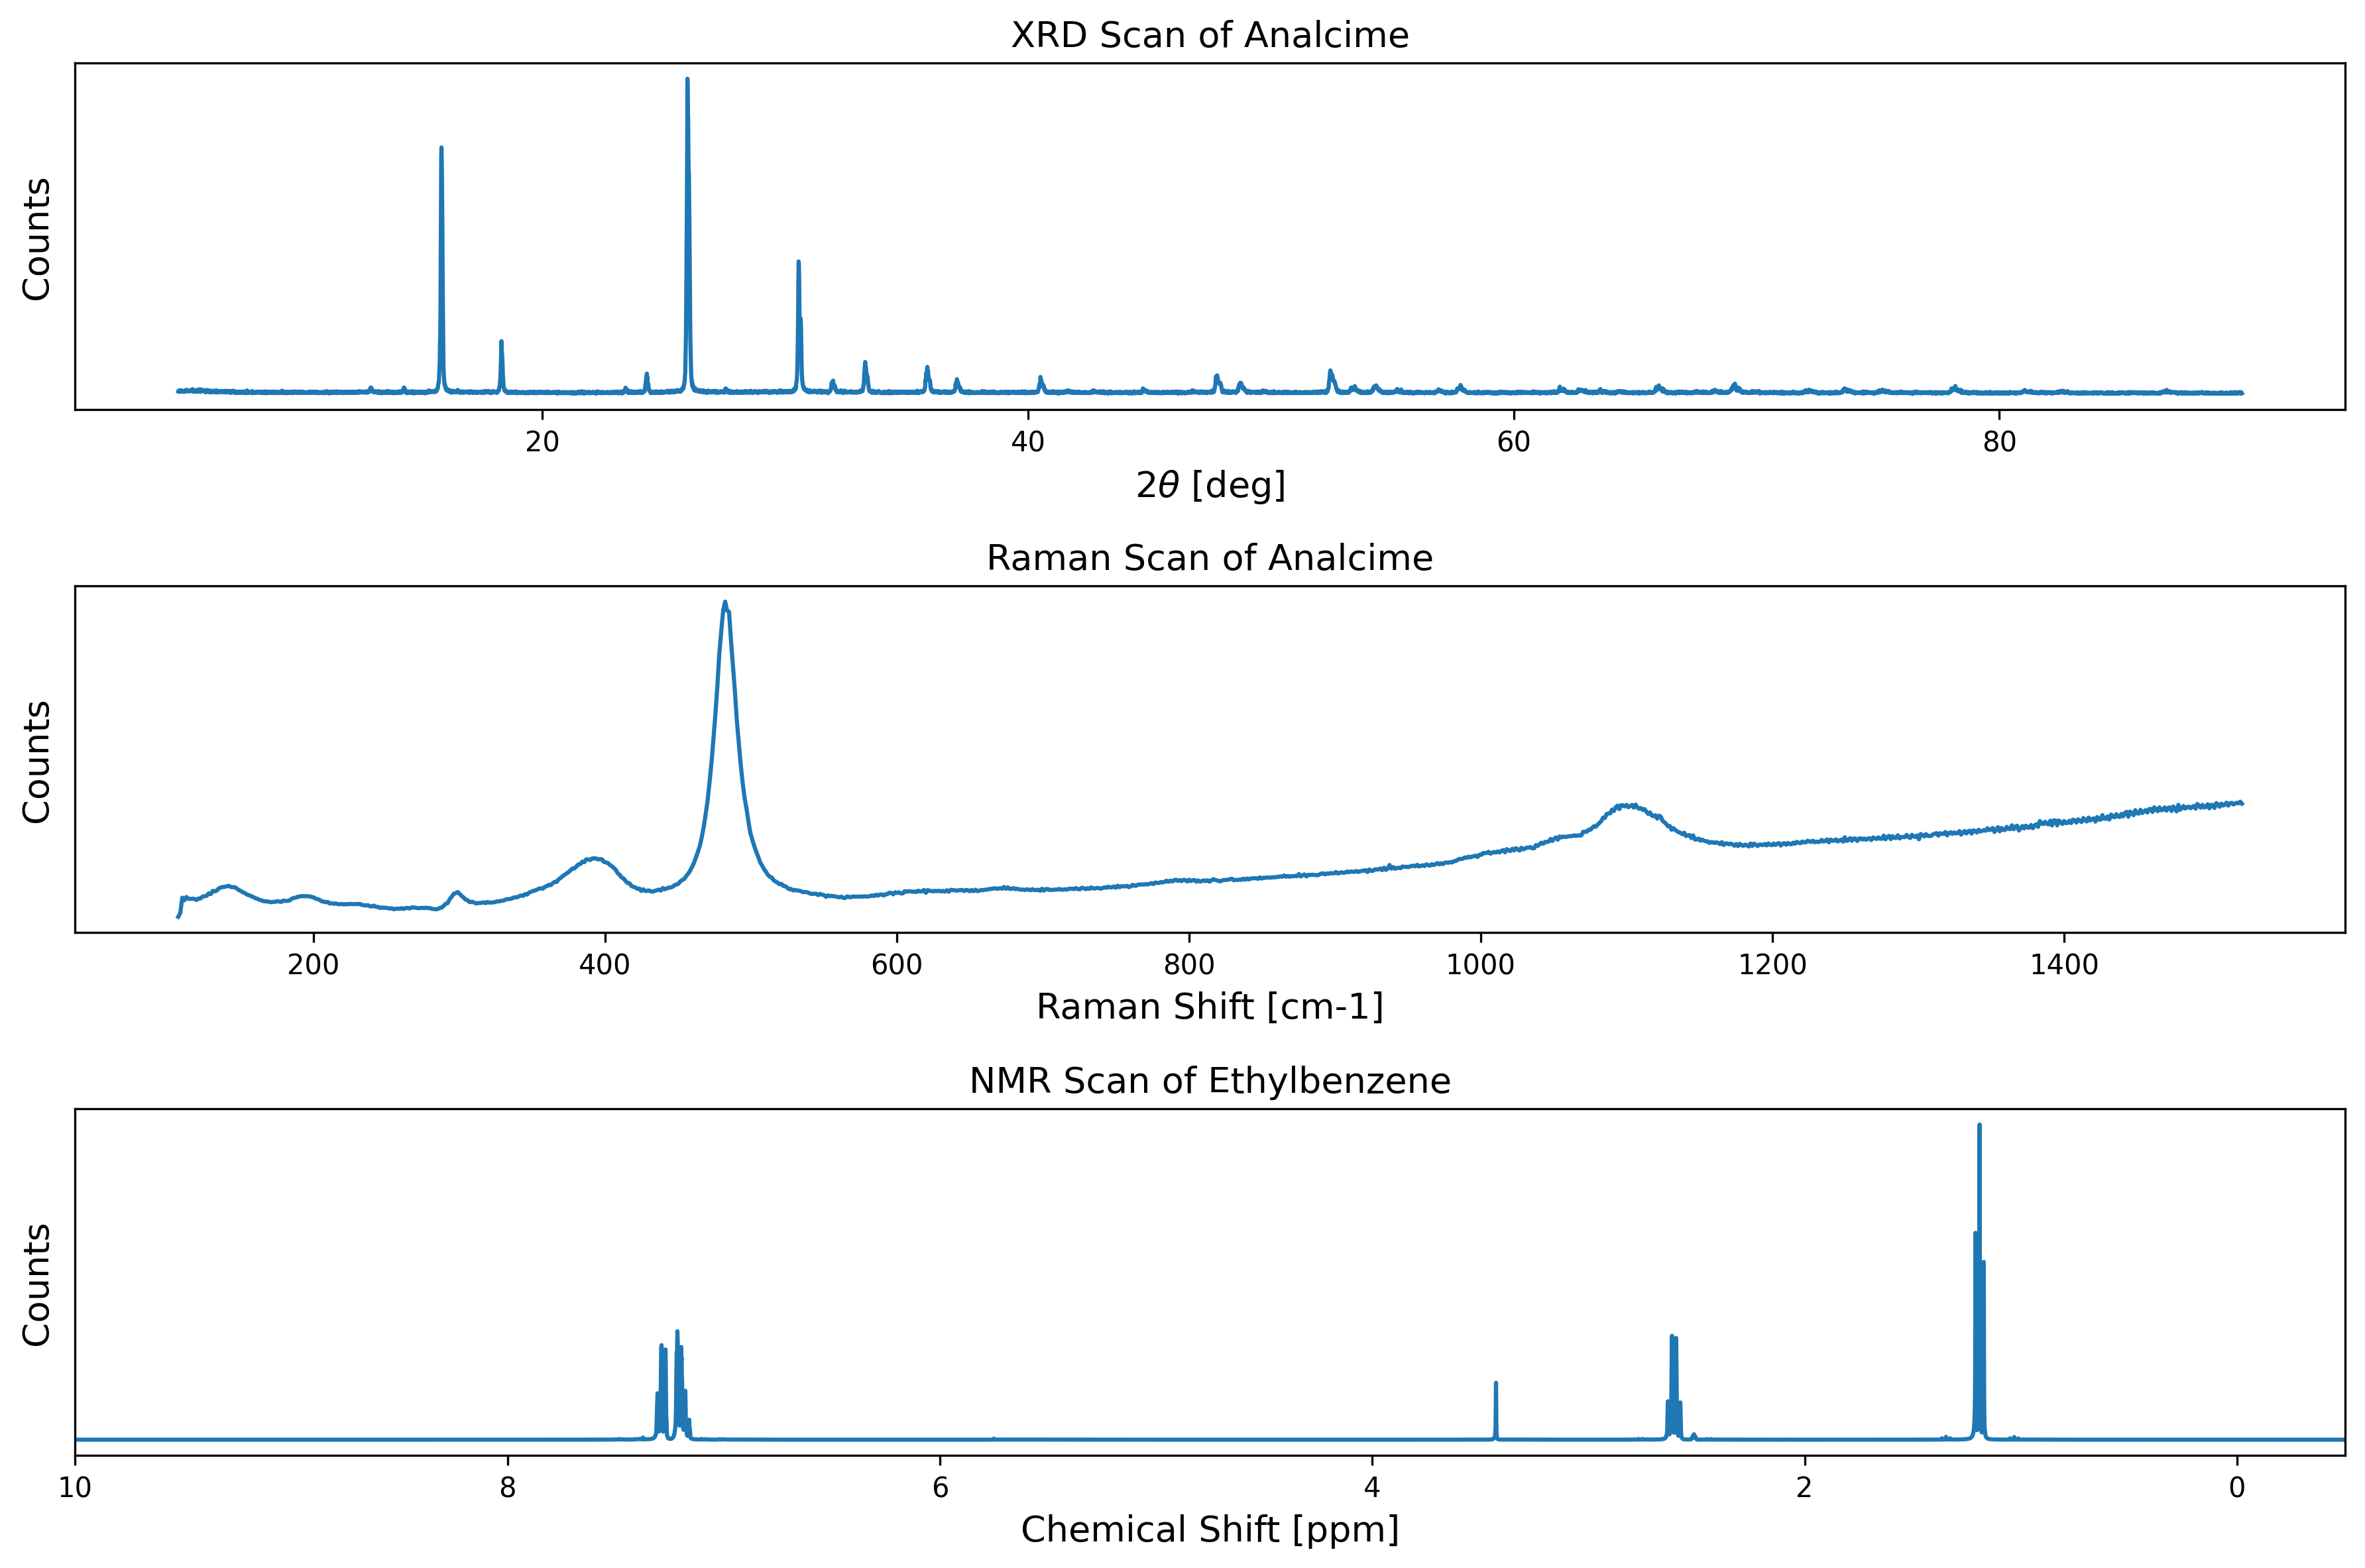 XRD Scan of Analcime
Counts
20 40 60 80
2θ [deg]
Raman Scan of Analcime
Counts
200 400 600 800 1000 1200 1400
Raman Shift [cm-1]
NMR Scan of Ethylbenzene
Counts
10 8 6 4 2 0
Chemical Shift [ppm]